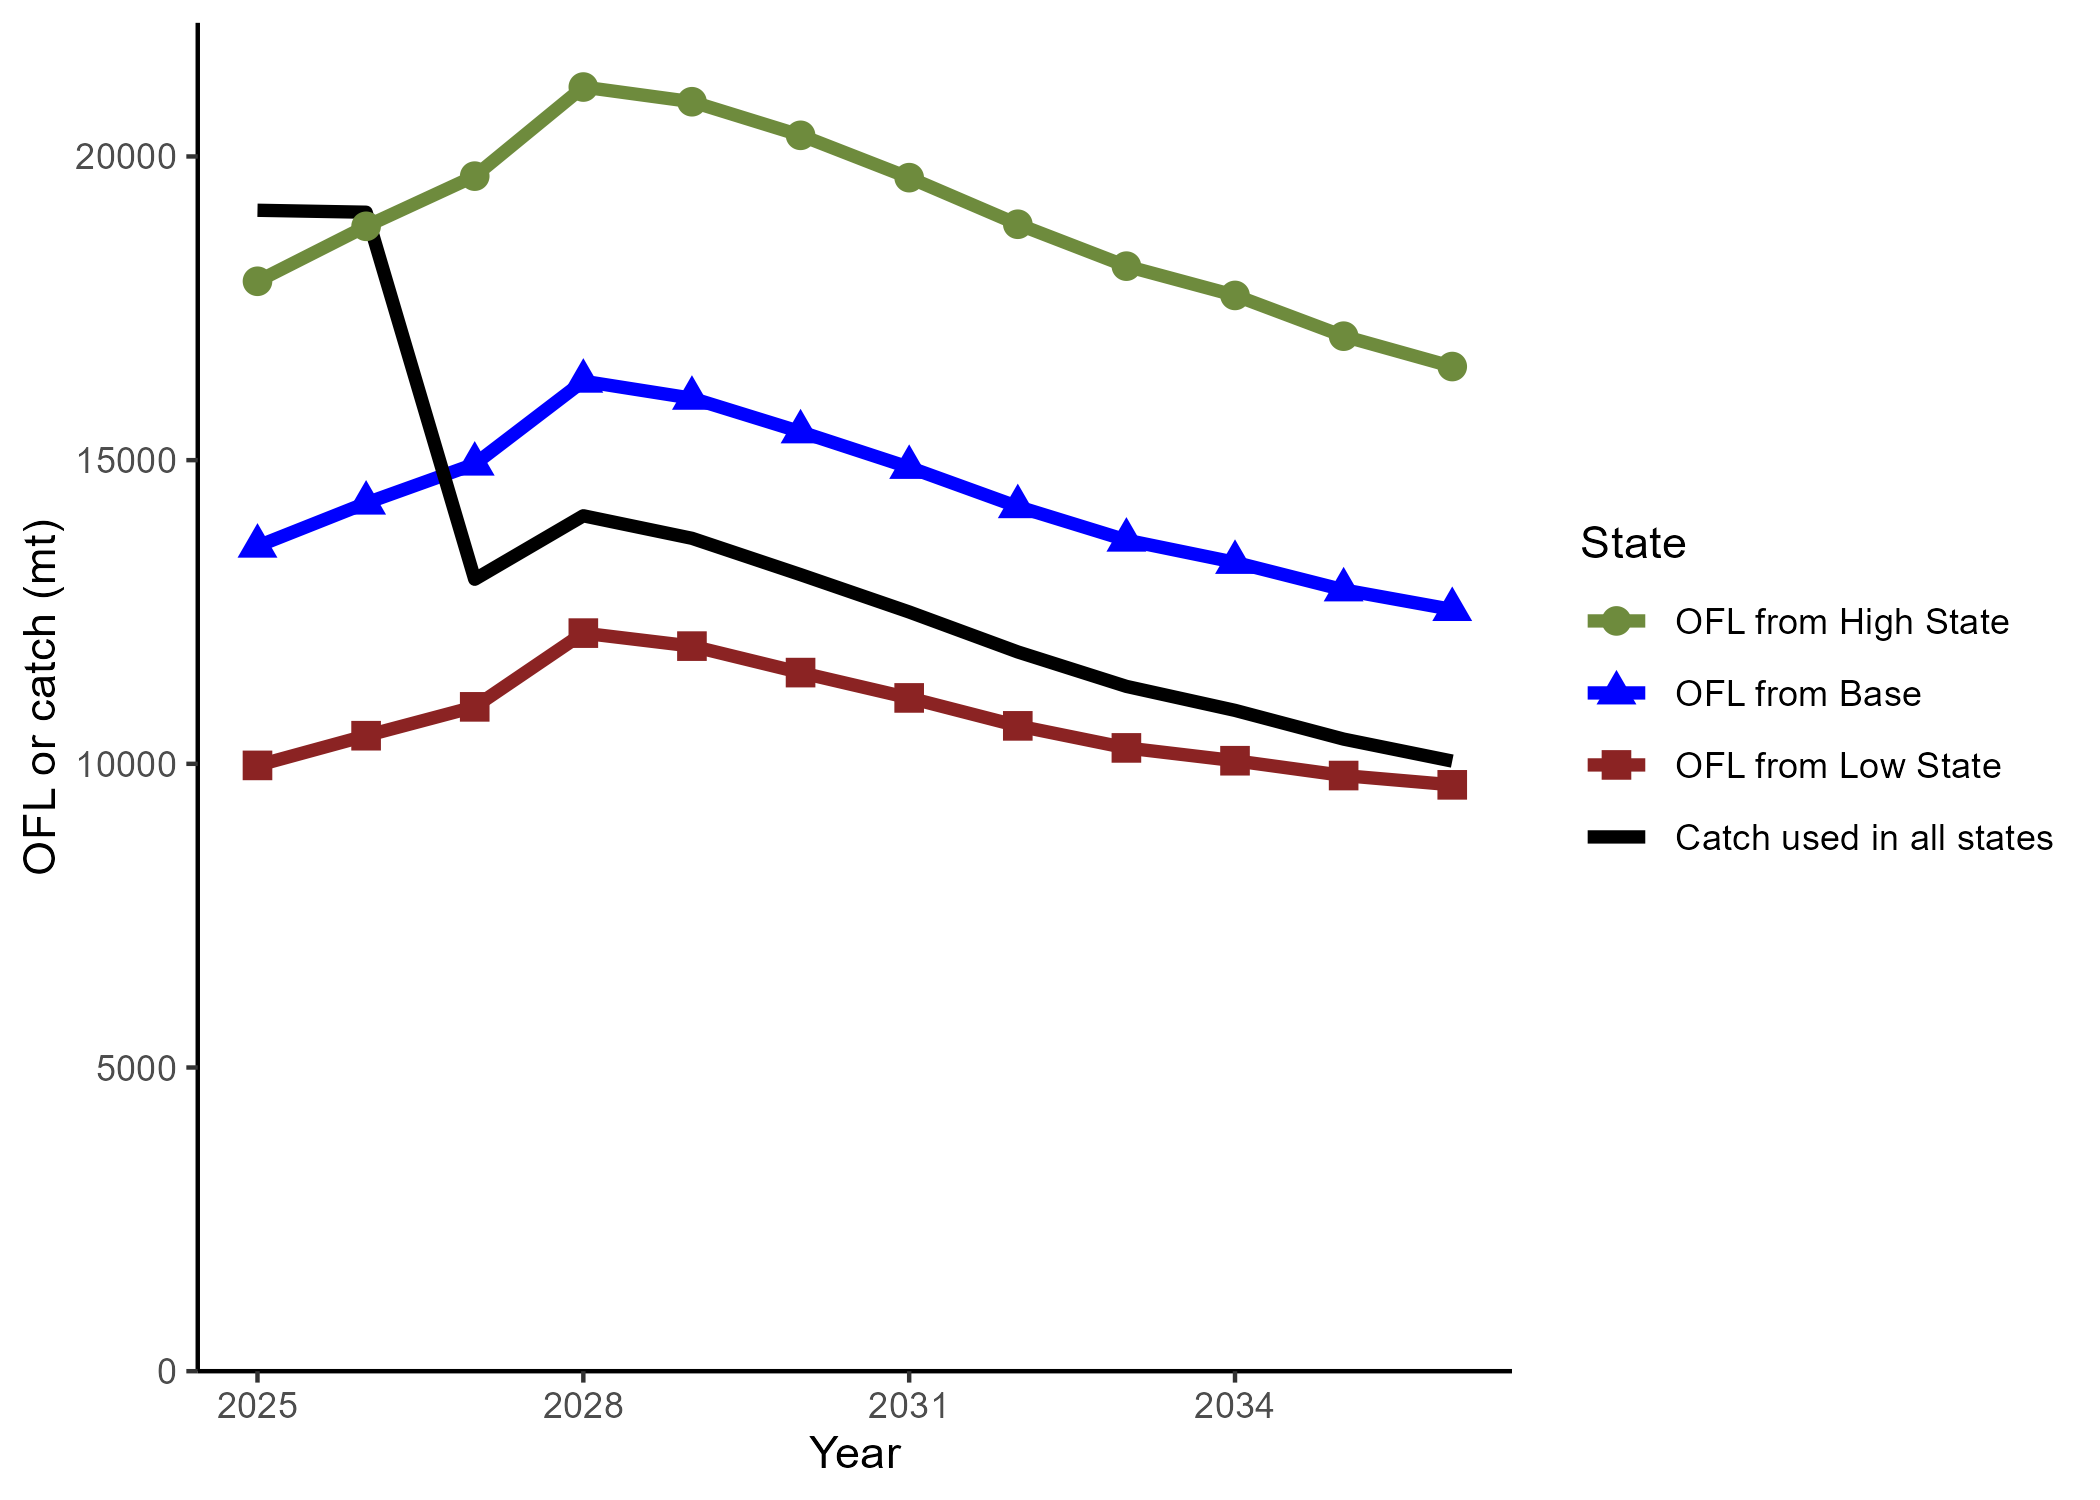 OFL or catch (mt)
20000
15000
10000
5000
0
2025
2028
2031
2034
Year
State
OFL from High State
OFL from Base
OFL from Low State
Catch used in all states